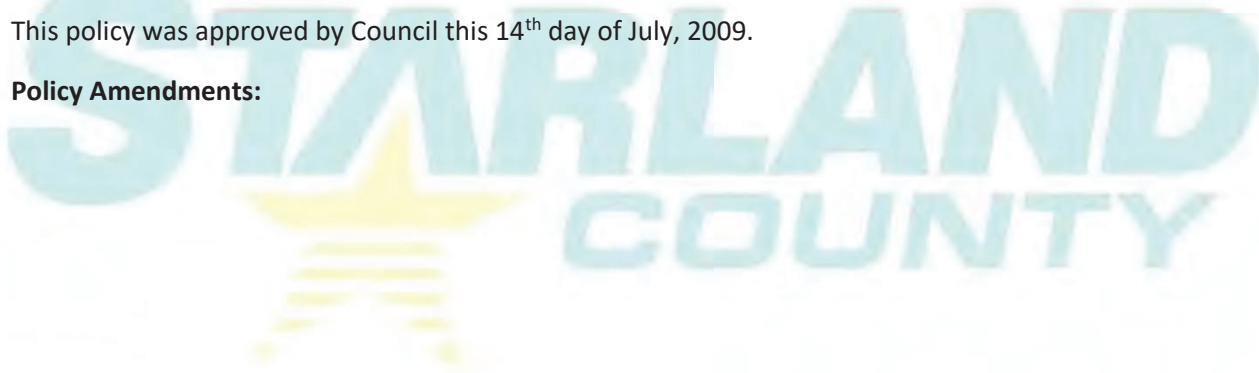 This policy was approved by Council this 14th day of July, 2009.
Policy Amendments:
STARLAND
COUNTY